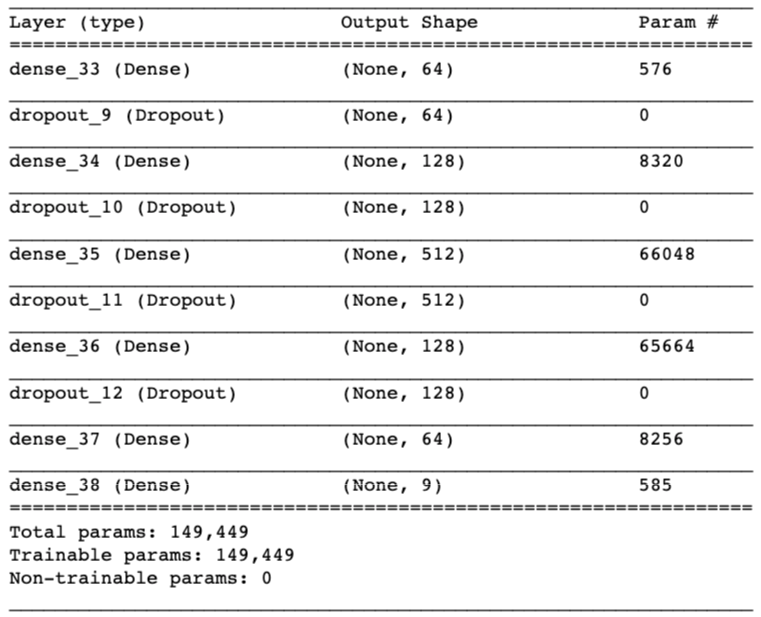 Layer (type) Output Shape Param #
dense_33 (Dense) (None, 64) 576
dropout_9 (Dropout) (None, 64) 0
dense_34 (Dense) (None, 128) 8320
dropout_10 (Dropout) (None, 128) 0
dense_35 (Dense) (None, 512) 66048
dropout_11 (Dropout) (None, 512) 0
dense_36 (Dense) (None, 128) 65664
dropout_12 (Dropout) (None, 128) 0
dense_37 (Dense) (None, 64) 8256
dense_38 (Dense) (None, 9) 585
Total params: 149,449
Trainable params: 149,449
Non-trainable params: 0